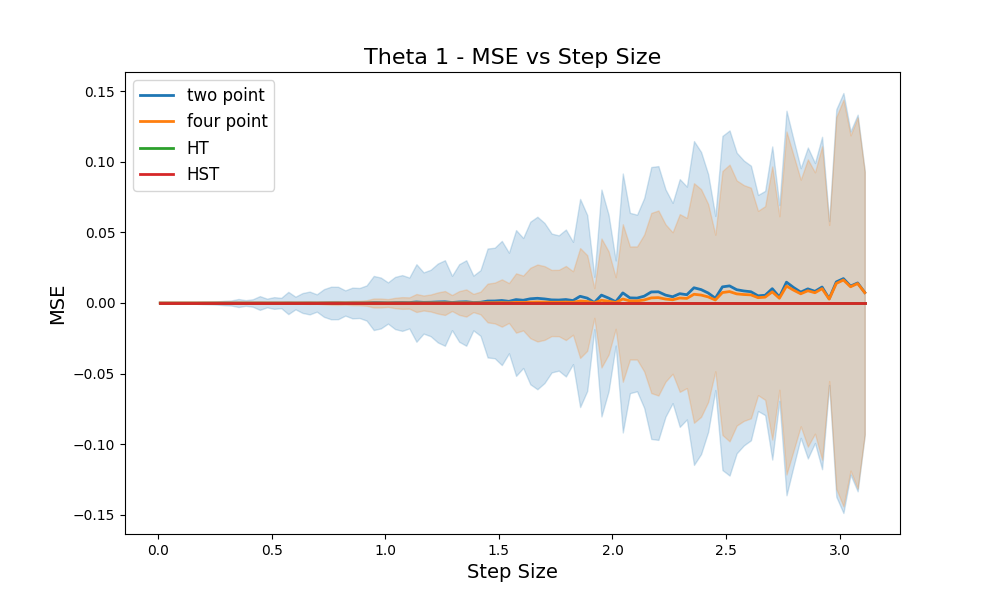 Theta 1 - MSE vs Step Size
two point
four point
HT
HST
0.15
0.10
0.05
0.00
−0.05
−0.10
−0.15
MSE
0.0 0.5 1.0 1.5 2.0 2.5 3.0
Step Size